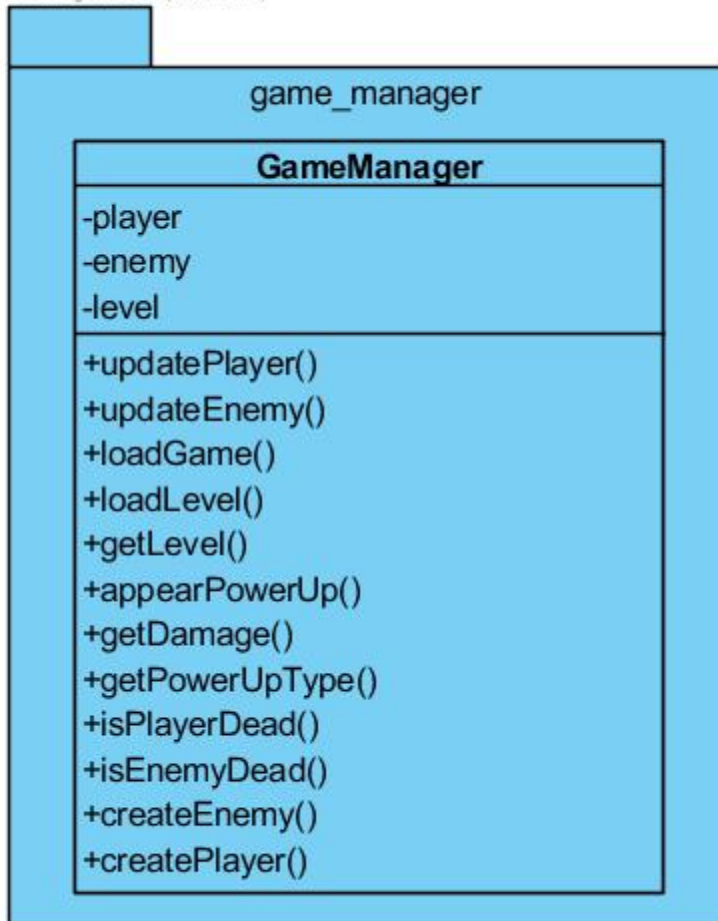 game_manager
GameManager
-player
-enemy
-level
+updatePlayer()
+updateEnemy()
+loadGame()
+loadLevel()
+getLevel()
+appearPowerUp()
+getDamage()
+getPowerUpType()
+isPlayerDead()
+isEnemyDead()
+createEnemy()
+createPlayer()